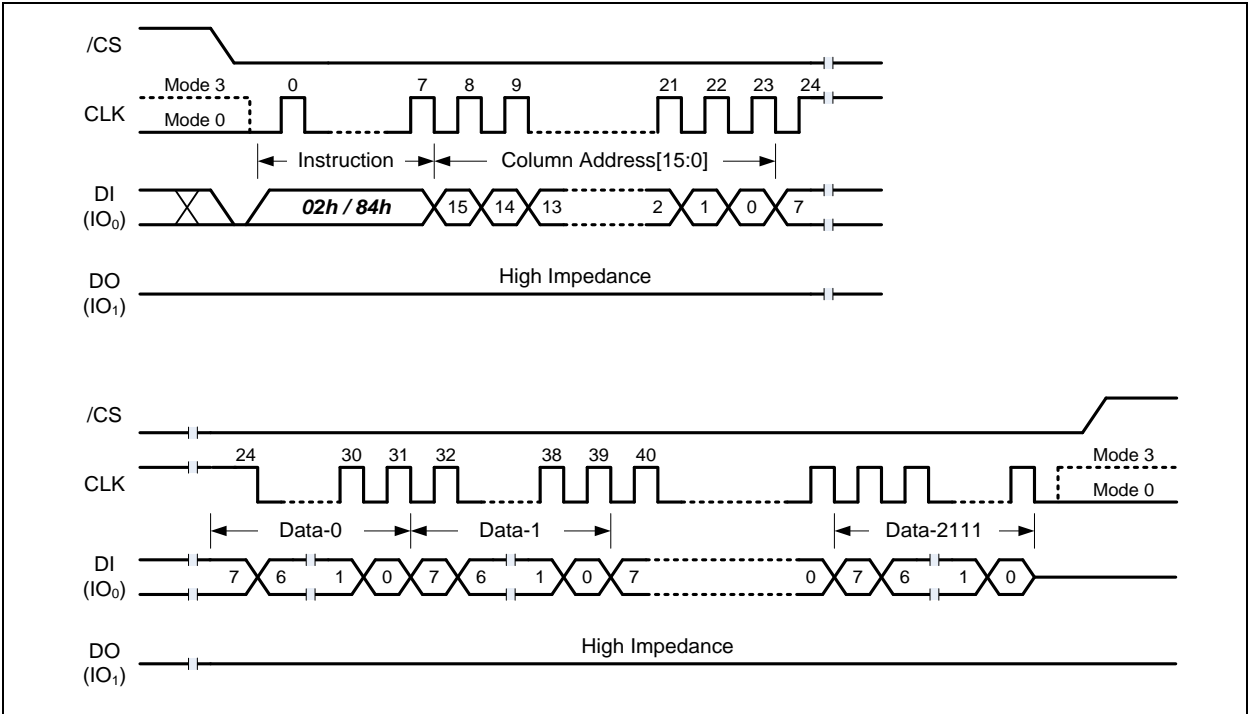 /CS
Mode 3 0 7 8 9 21 22 23 24
CLK
Mode 0
Instruction Column Address[15:0]
DI
(IO₀)
02h / 84h 15 14 13 2 1 0 7
High Impedance
DO
(IO₁)
/CS
24 30 31 32 38 39 40 Mode 3
CLK
Mode 0
Data-0 Data-1 Data-2111
DI
(IO₀)
7 6 1 0 7 6 1 0 7 0 7 6 1 0
High Impedance
DO
(IO₁)